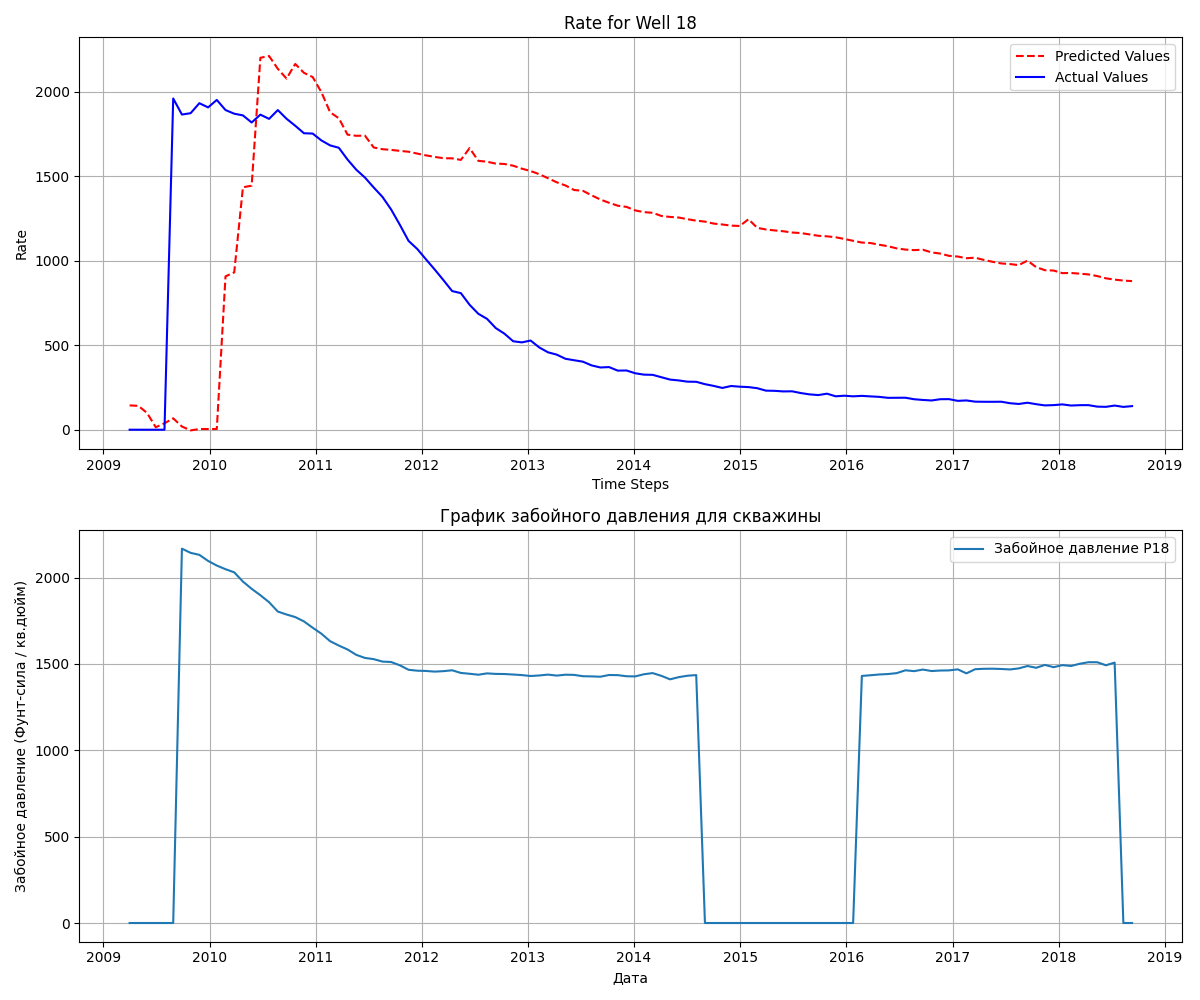 Rate for Well 18
Predicted Values
Actual Values
Rate
2000
1500
1000
500
0
2009 2010 2011 2012 2013 2014 2015 2016 2017 2018 2019
Time Steps
График забойного давления для скважины
Забойное давление P18
Забойное давление (Фунт-сила / кв.дюйм)
2000
1500
1000
500
0
2009 2010 2011 2012 2013 2014 2015 2016 2017 2018 2019
Дата